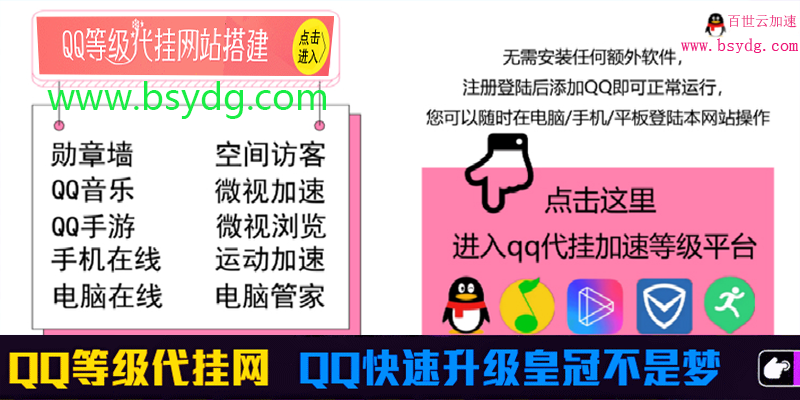 QQ等级代挂网站搭建
点击
进入
www.bsydg.com
勋章墙 空间访客
QQ音乐 微视加速
QQ手游 微视浏览
手机在线 运动加速
电脑在线 电脑管家
百世云加速
www.bsydg.com
无需安装任何额外软件，
注册登陆后添加QQ即可正常运行，
您可以随时在电脑/手机/平板登陆本网站操作
点击这里
进入qq代挂加速等级平台
QQ等级代挂网 QQ快速升级皇冠不是梦